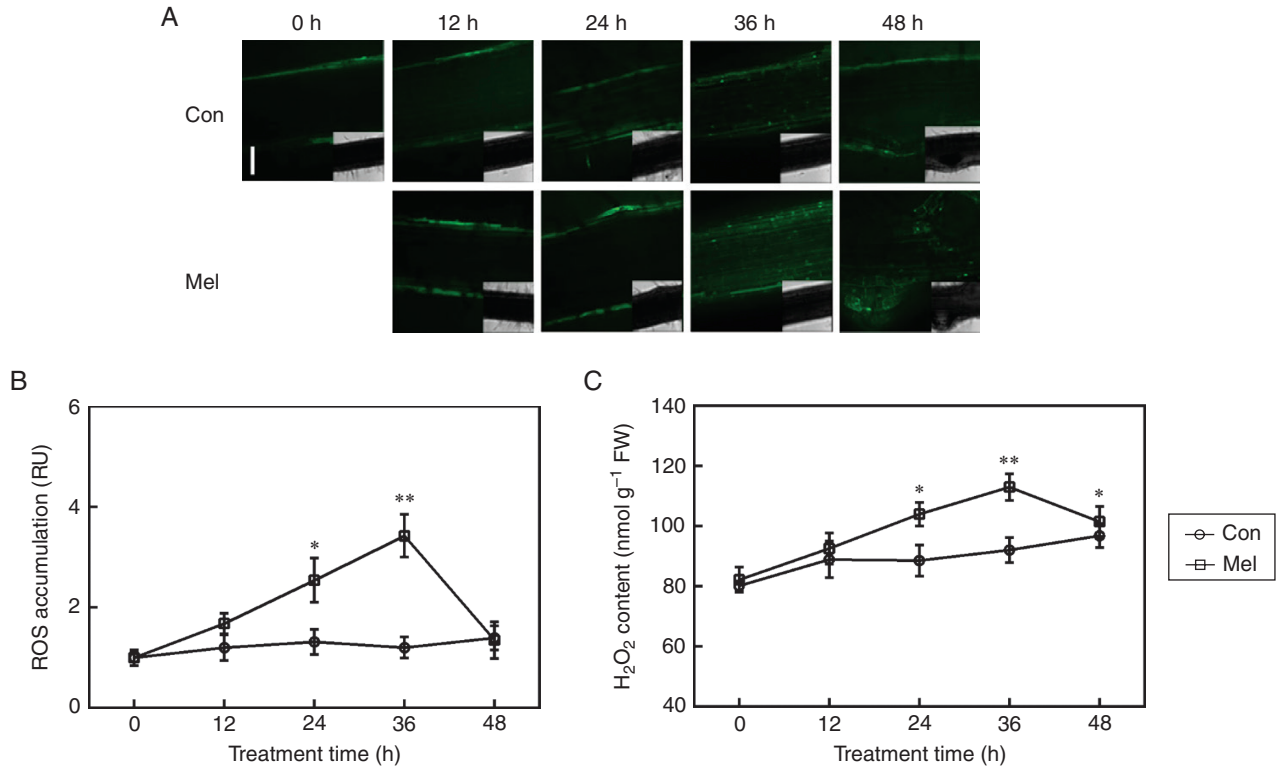 A
0 h 12 h 24 h 36 h 48 h
Con
Mel
B
6
4
2
0
ROS accumulation (RU)
* **
0 12 24 36 48
Treatment time (h)
C
140
120
100
80
60
40
H₂O₂ content (nmol g⁻¹ FW)
* ** *
0 12 24 36 48
Treatment time (h)
Con
Mel